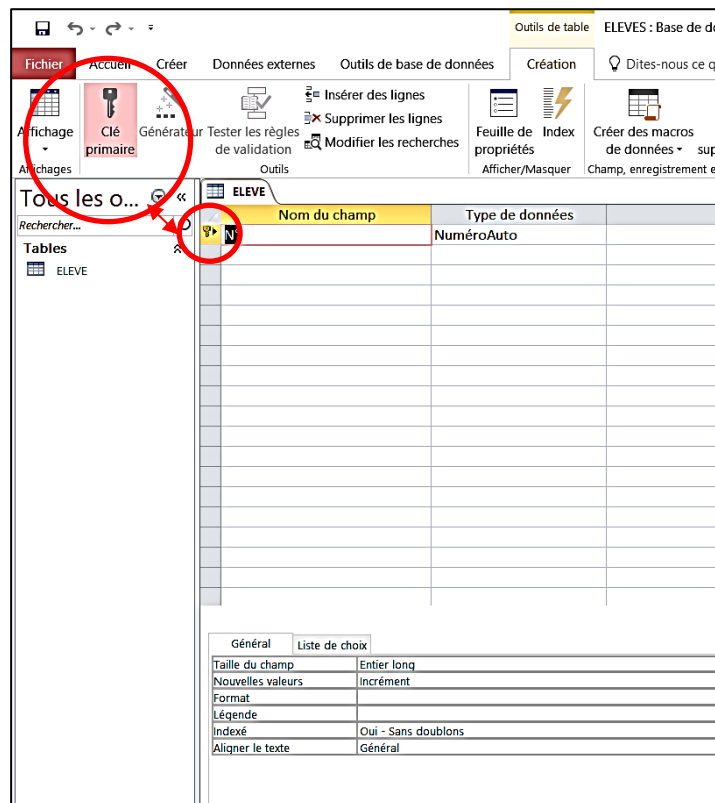 Outils de table ELEVES : Base de do
Fichier Accueil Créer Données externes Outils de base de données Création Dites-nous ce q
Affichage
Clé
primaire
Générateur
Tester les règles
de validation
Insérer des lignes
Supprimer les lignes
Modifier les recherches
Feuille de
propriétés
Index
Créer des macros
de données
sup
Affichages Outils Afficher/Masquer Champ, enregistrement e
Tous les o...
Rechercher...
Tables
ELEVE
ELEVE
Nom du champ Type de données
N° NuméroAuto
Général Liste de choix
Taille du champ Entier long
Nouvelles valeurs Incrément
Format
Légende
Indexé Oui - Sans doublons
Aligner le texte Général